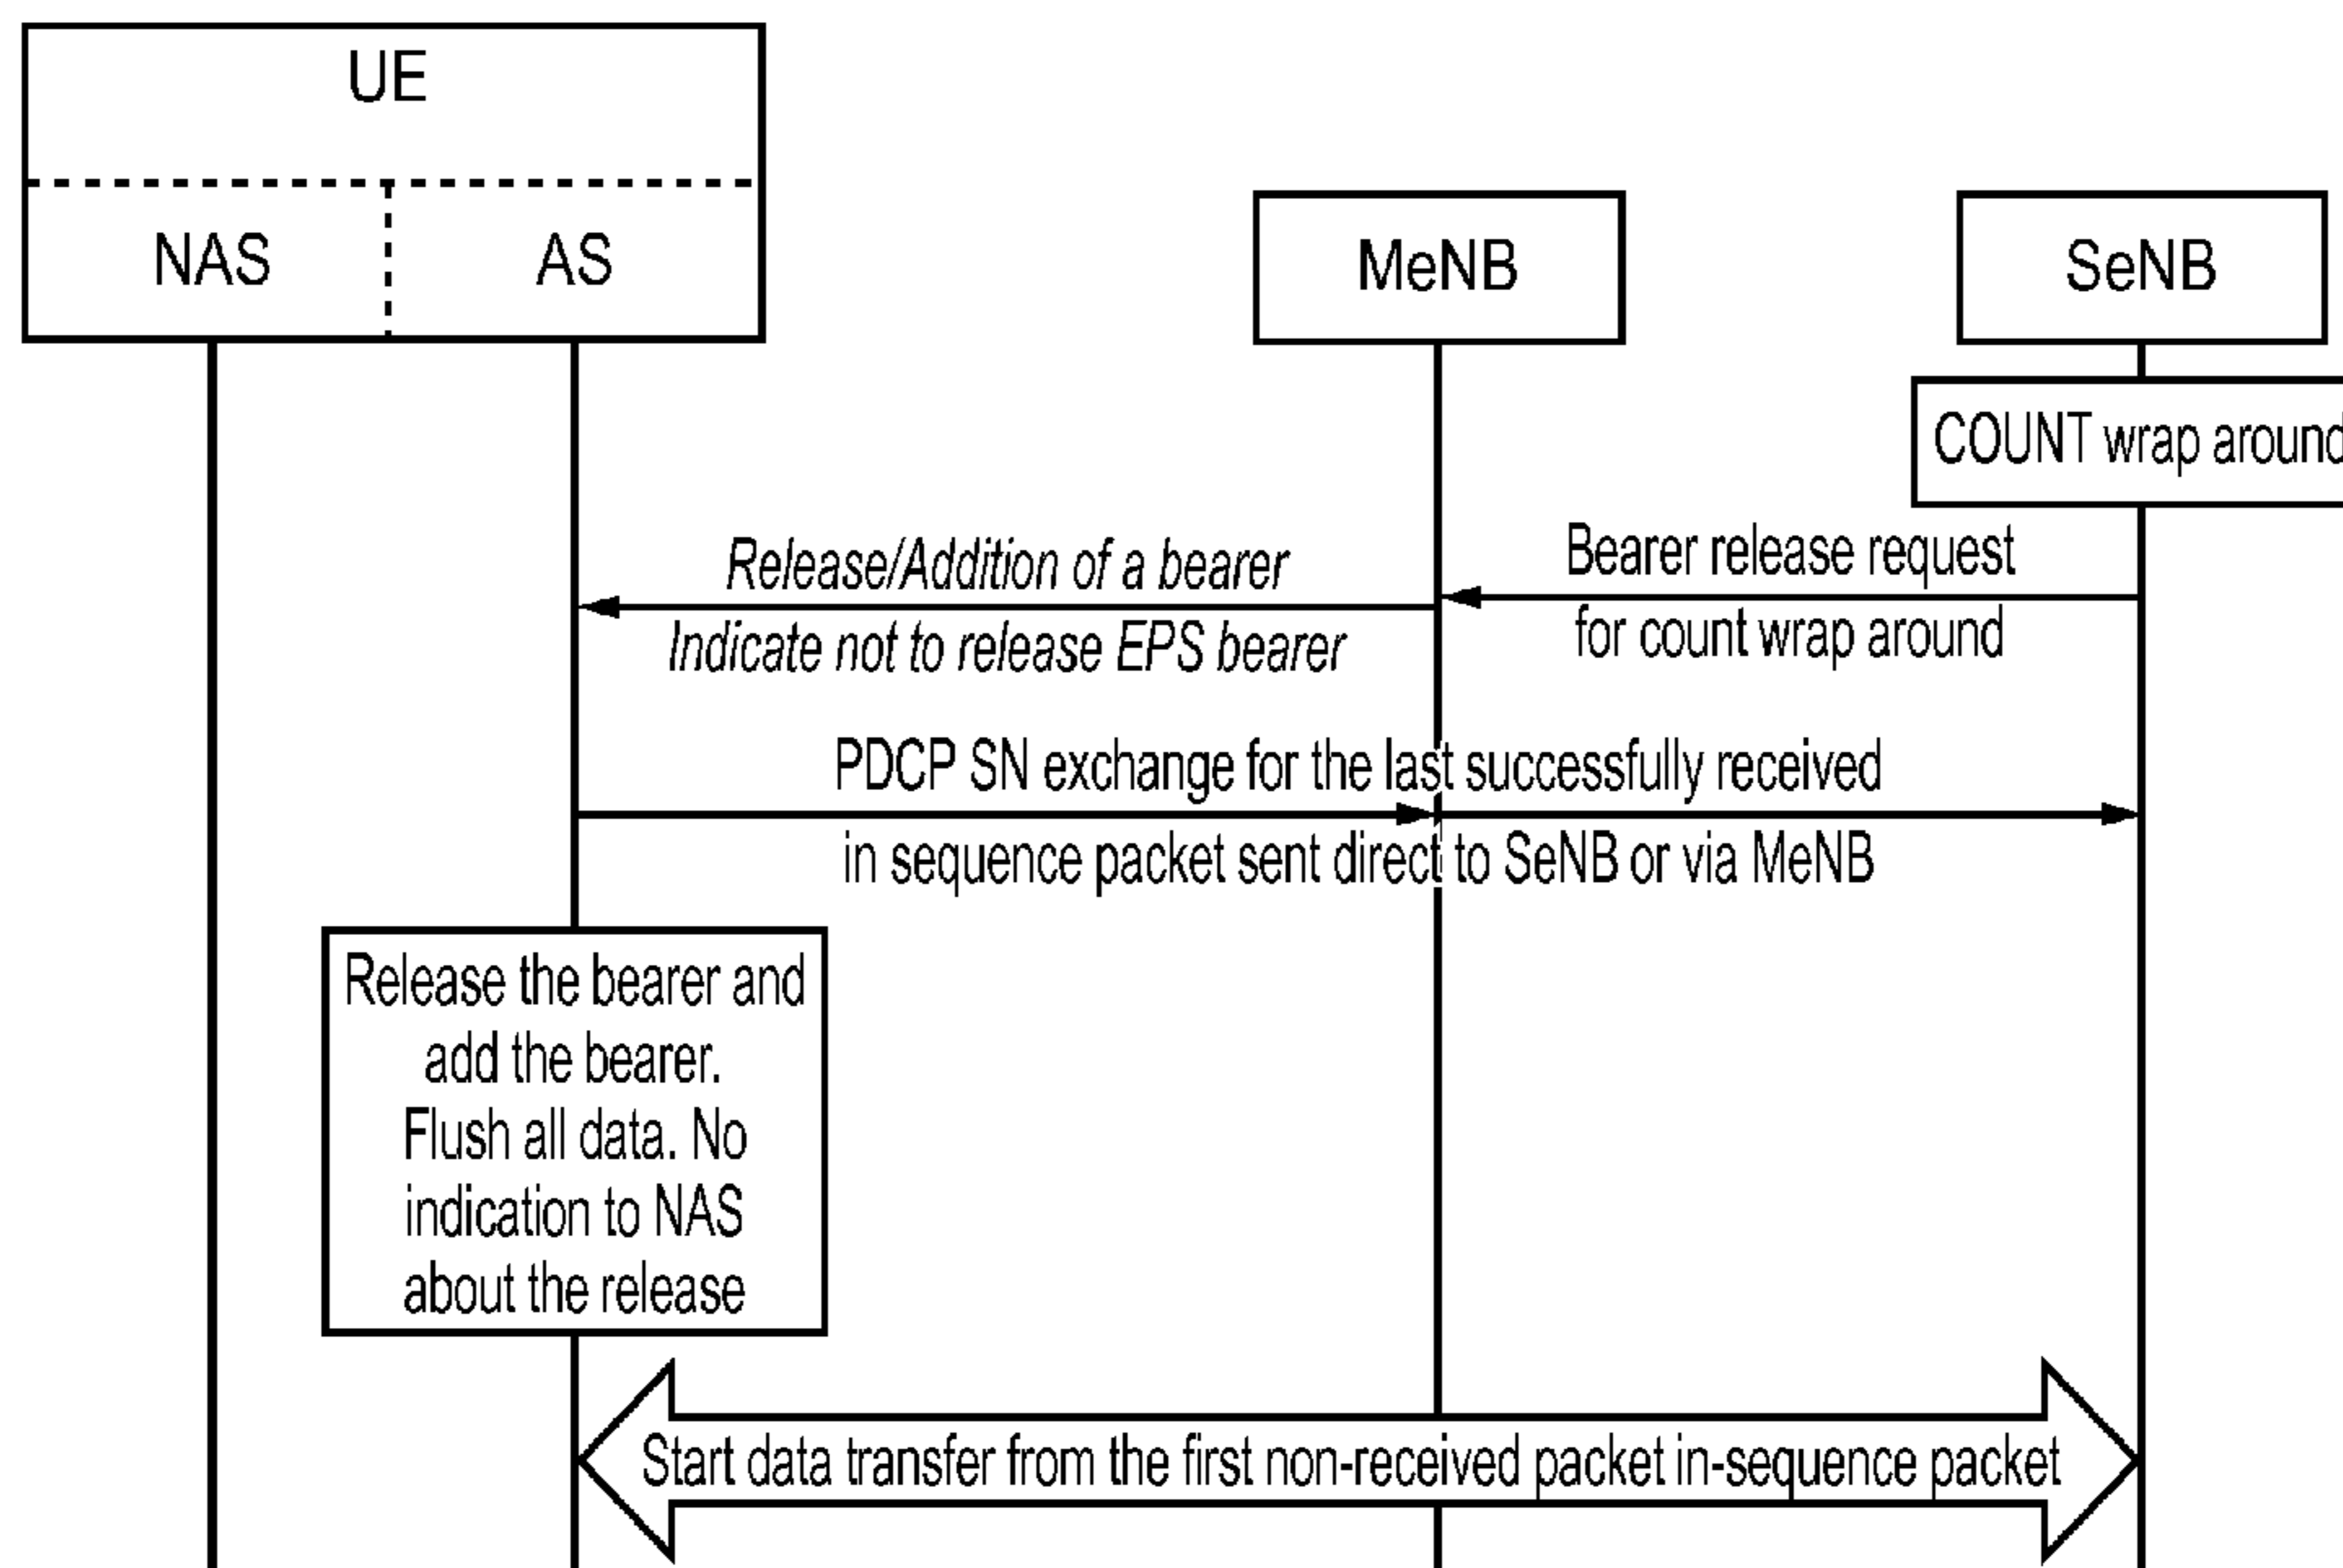 UE
NAS
AS
MeNB
SeNB
COUNT wrap around
Release/Addition of a bearer
Indicate not to release EPS bearer
Bearer release request
for count wrap around
PDCP SN exchange for the last successfully received
in sequence packet sent direct to SeNB or via MeNB
Release the bearer and
add the bearer.
Flush all data. No
indication to NAS
about the release
Start data transfer from the first non-received packet in-sequence packet